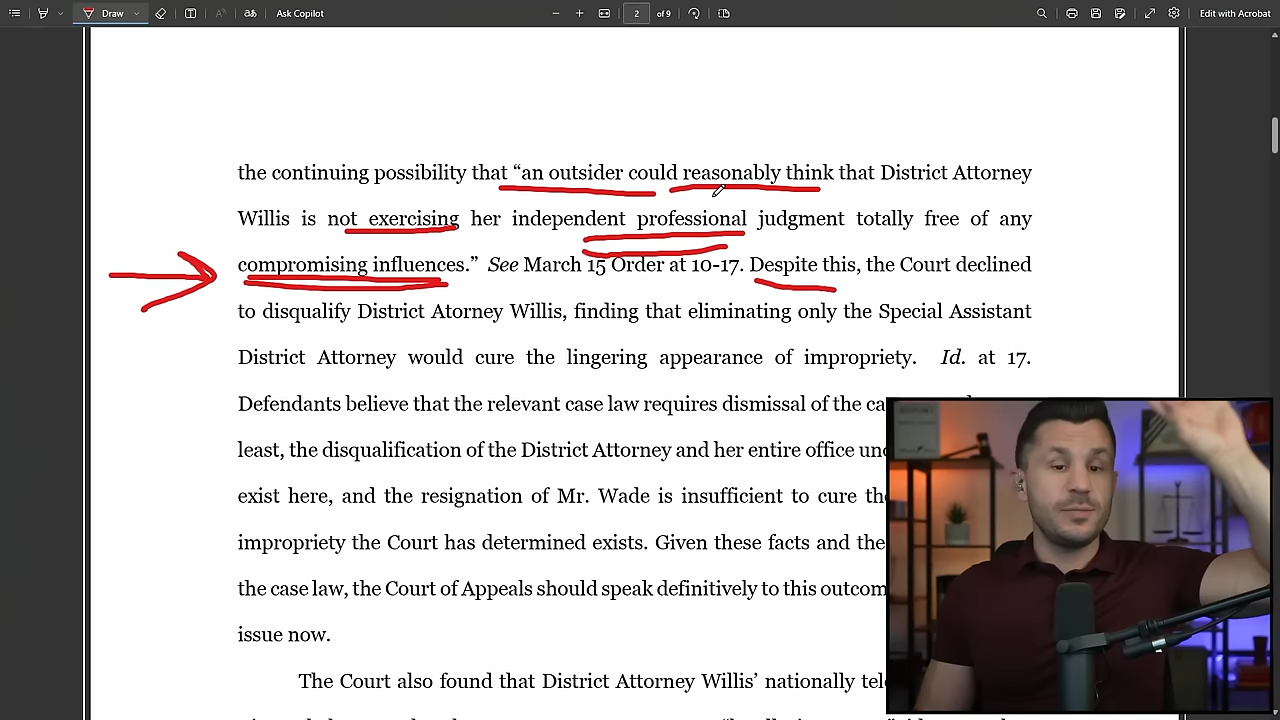 Draw
Ask Copilot
2 of 9
Edit with Acrobat
the continuing possibility that “an outsider could reasonably think that District Attorney
Willis is not exercising her independent professional judgment totally free of any
compromising influences.” See March 15 Order at 10-17. Despite this, the Court declined
to disqualify District Atorney Willis, finding that eliminating only the Special Assistant
District Attorney would cure the lingering appearance of impropriety. Id. at 17.
Defendants believe that the relevant case law requires dismissal of the
least, the disqualification of the District Attorney and her entire office
exist here, and the resignation of Mr. Wade is insufficient to cure
impropriety the Court has determined exists. Given these facts and
the case law, the Court of Appeals should speak definitively to this
issue now.
The Court also found that District Attorney Willis’ nationally